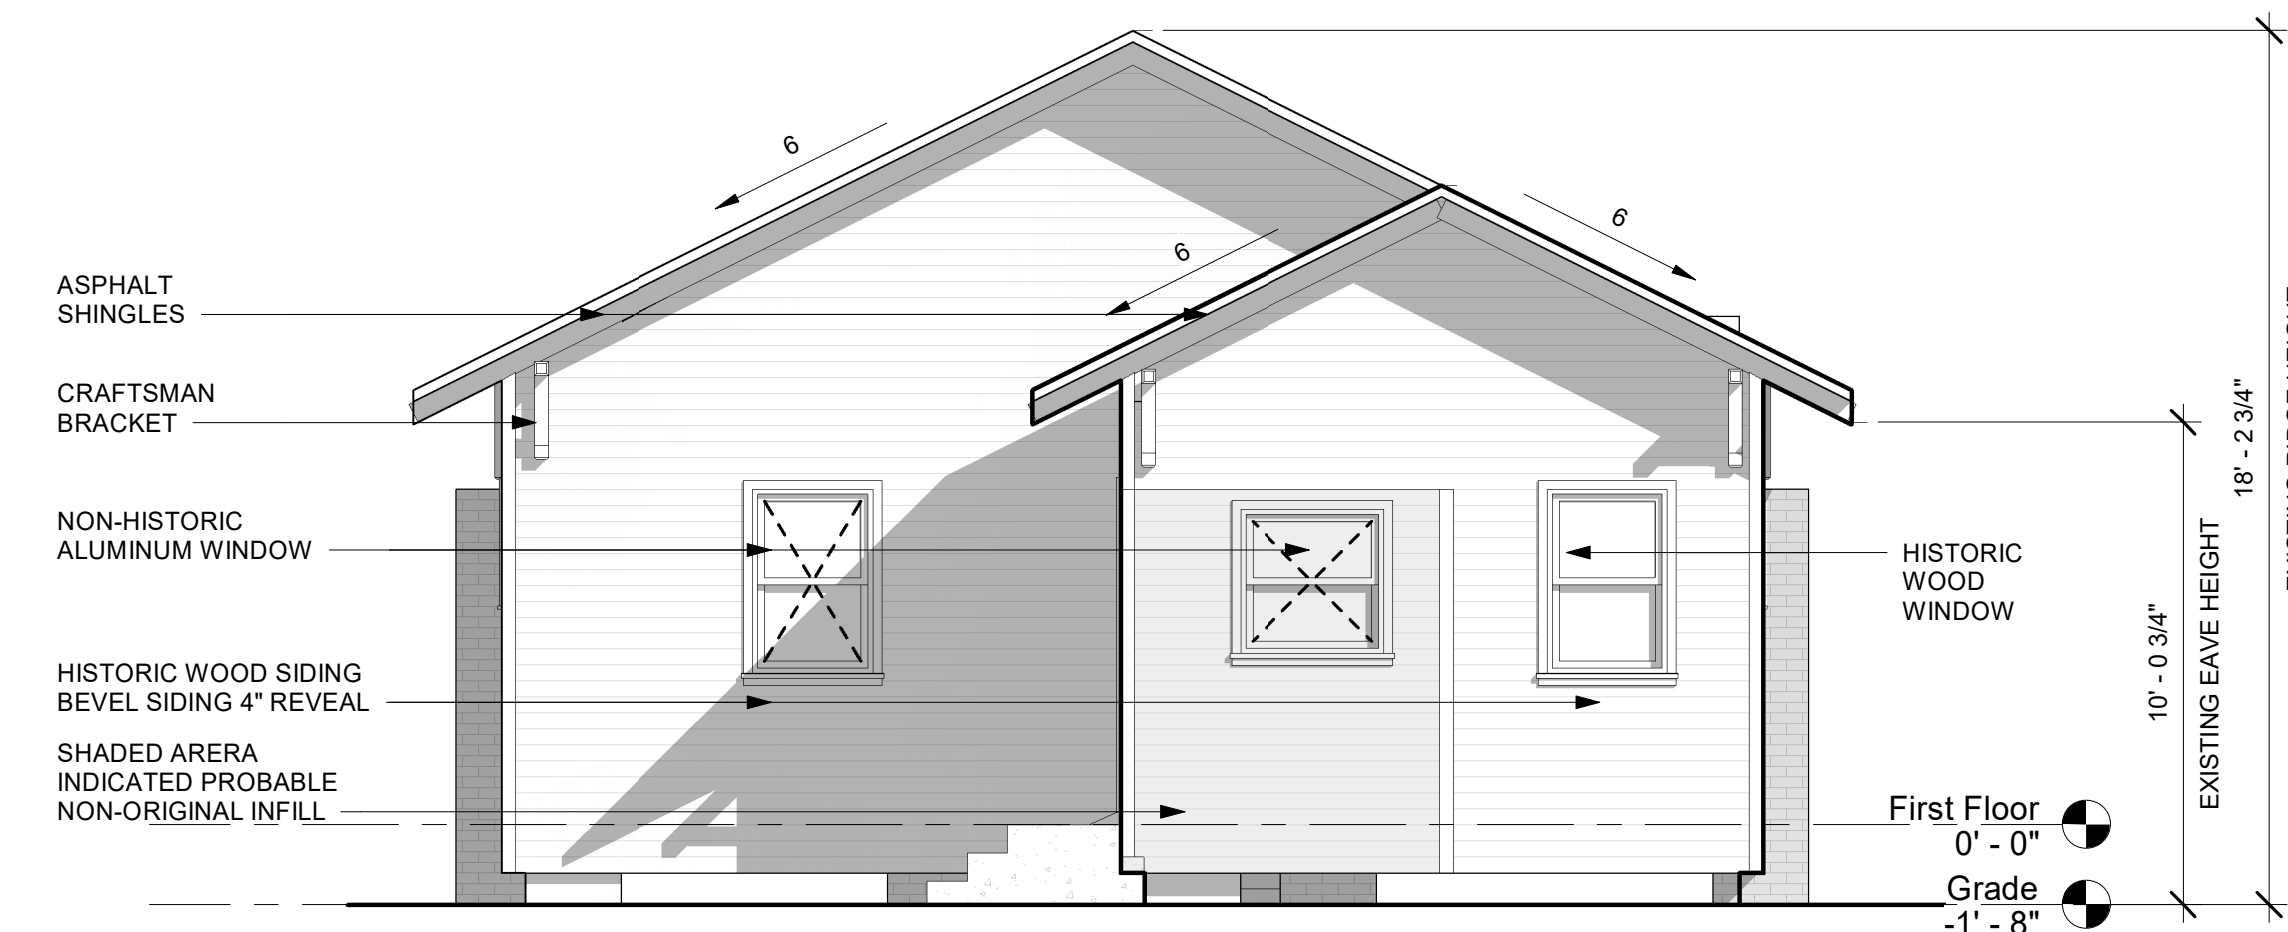 6
6
6
ASPHALT
SHINGLES
CRAFTSMAN
BRACKET
NON-HISTORIC
ALUMINUM WINDOW
HISTORIC WOOD SIDING
BEVEL SIDING 4" REVEAL
SHADED ARERA
INDICATED PROBABLE
NON-ORIGINAL INFILL
HISTORIC
WOOD
WINDOW
First Floor
0' - 0"
Grade
-1' - 8"
10' - 0 3/4"
EXISTING EAVE HEIGHT
18' - 2 3/4"